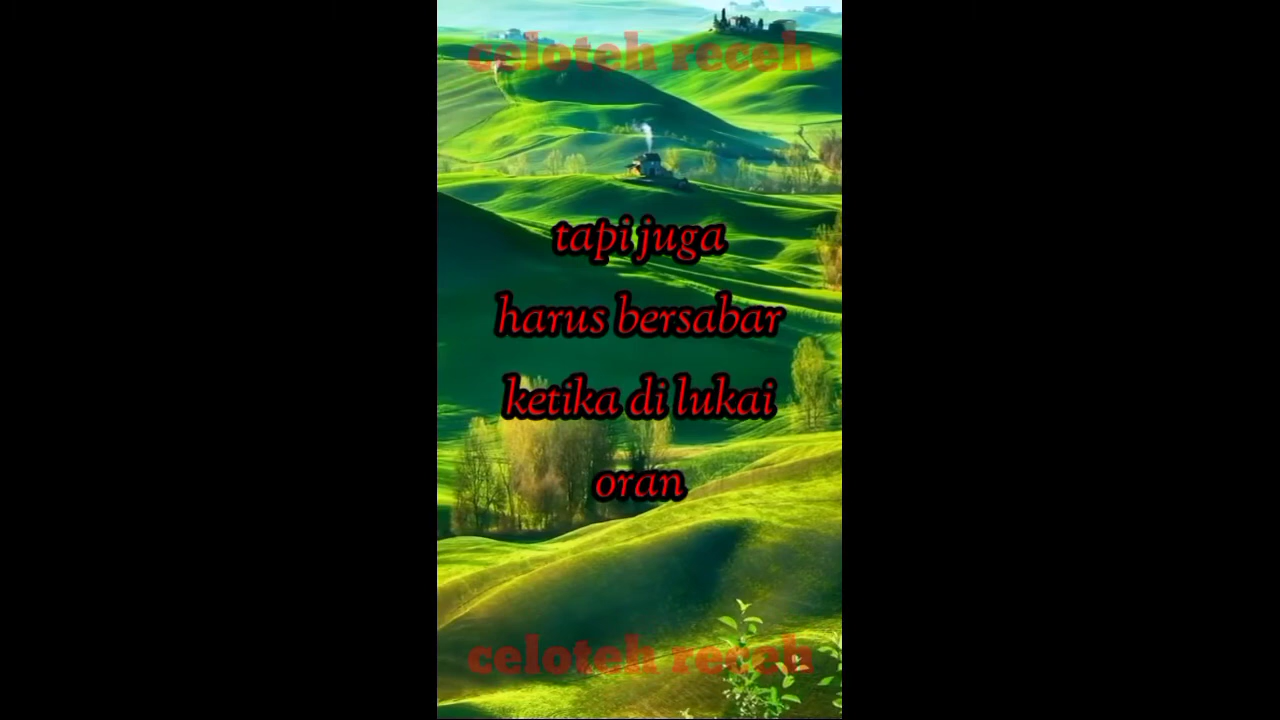 celoteh receh
tapi juga
harus bersabar
ketika di lukai
oran
celoteh receh